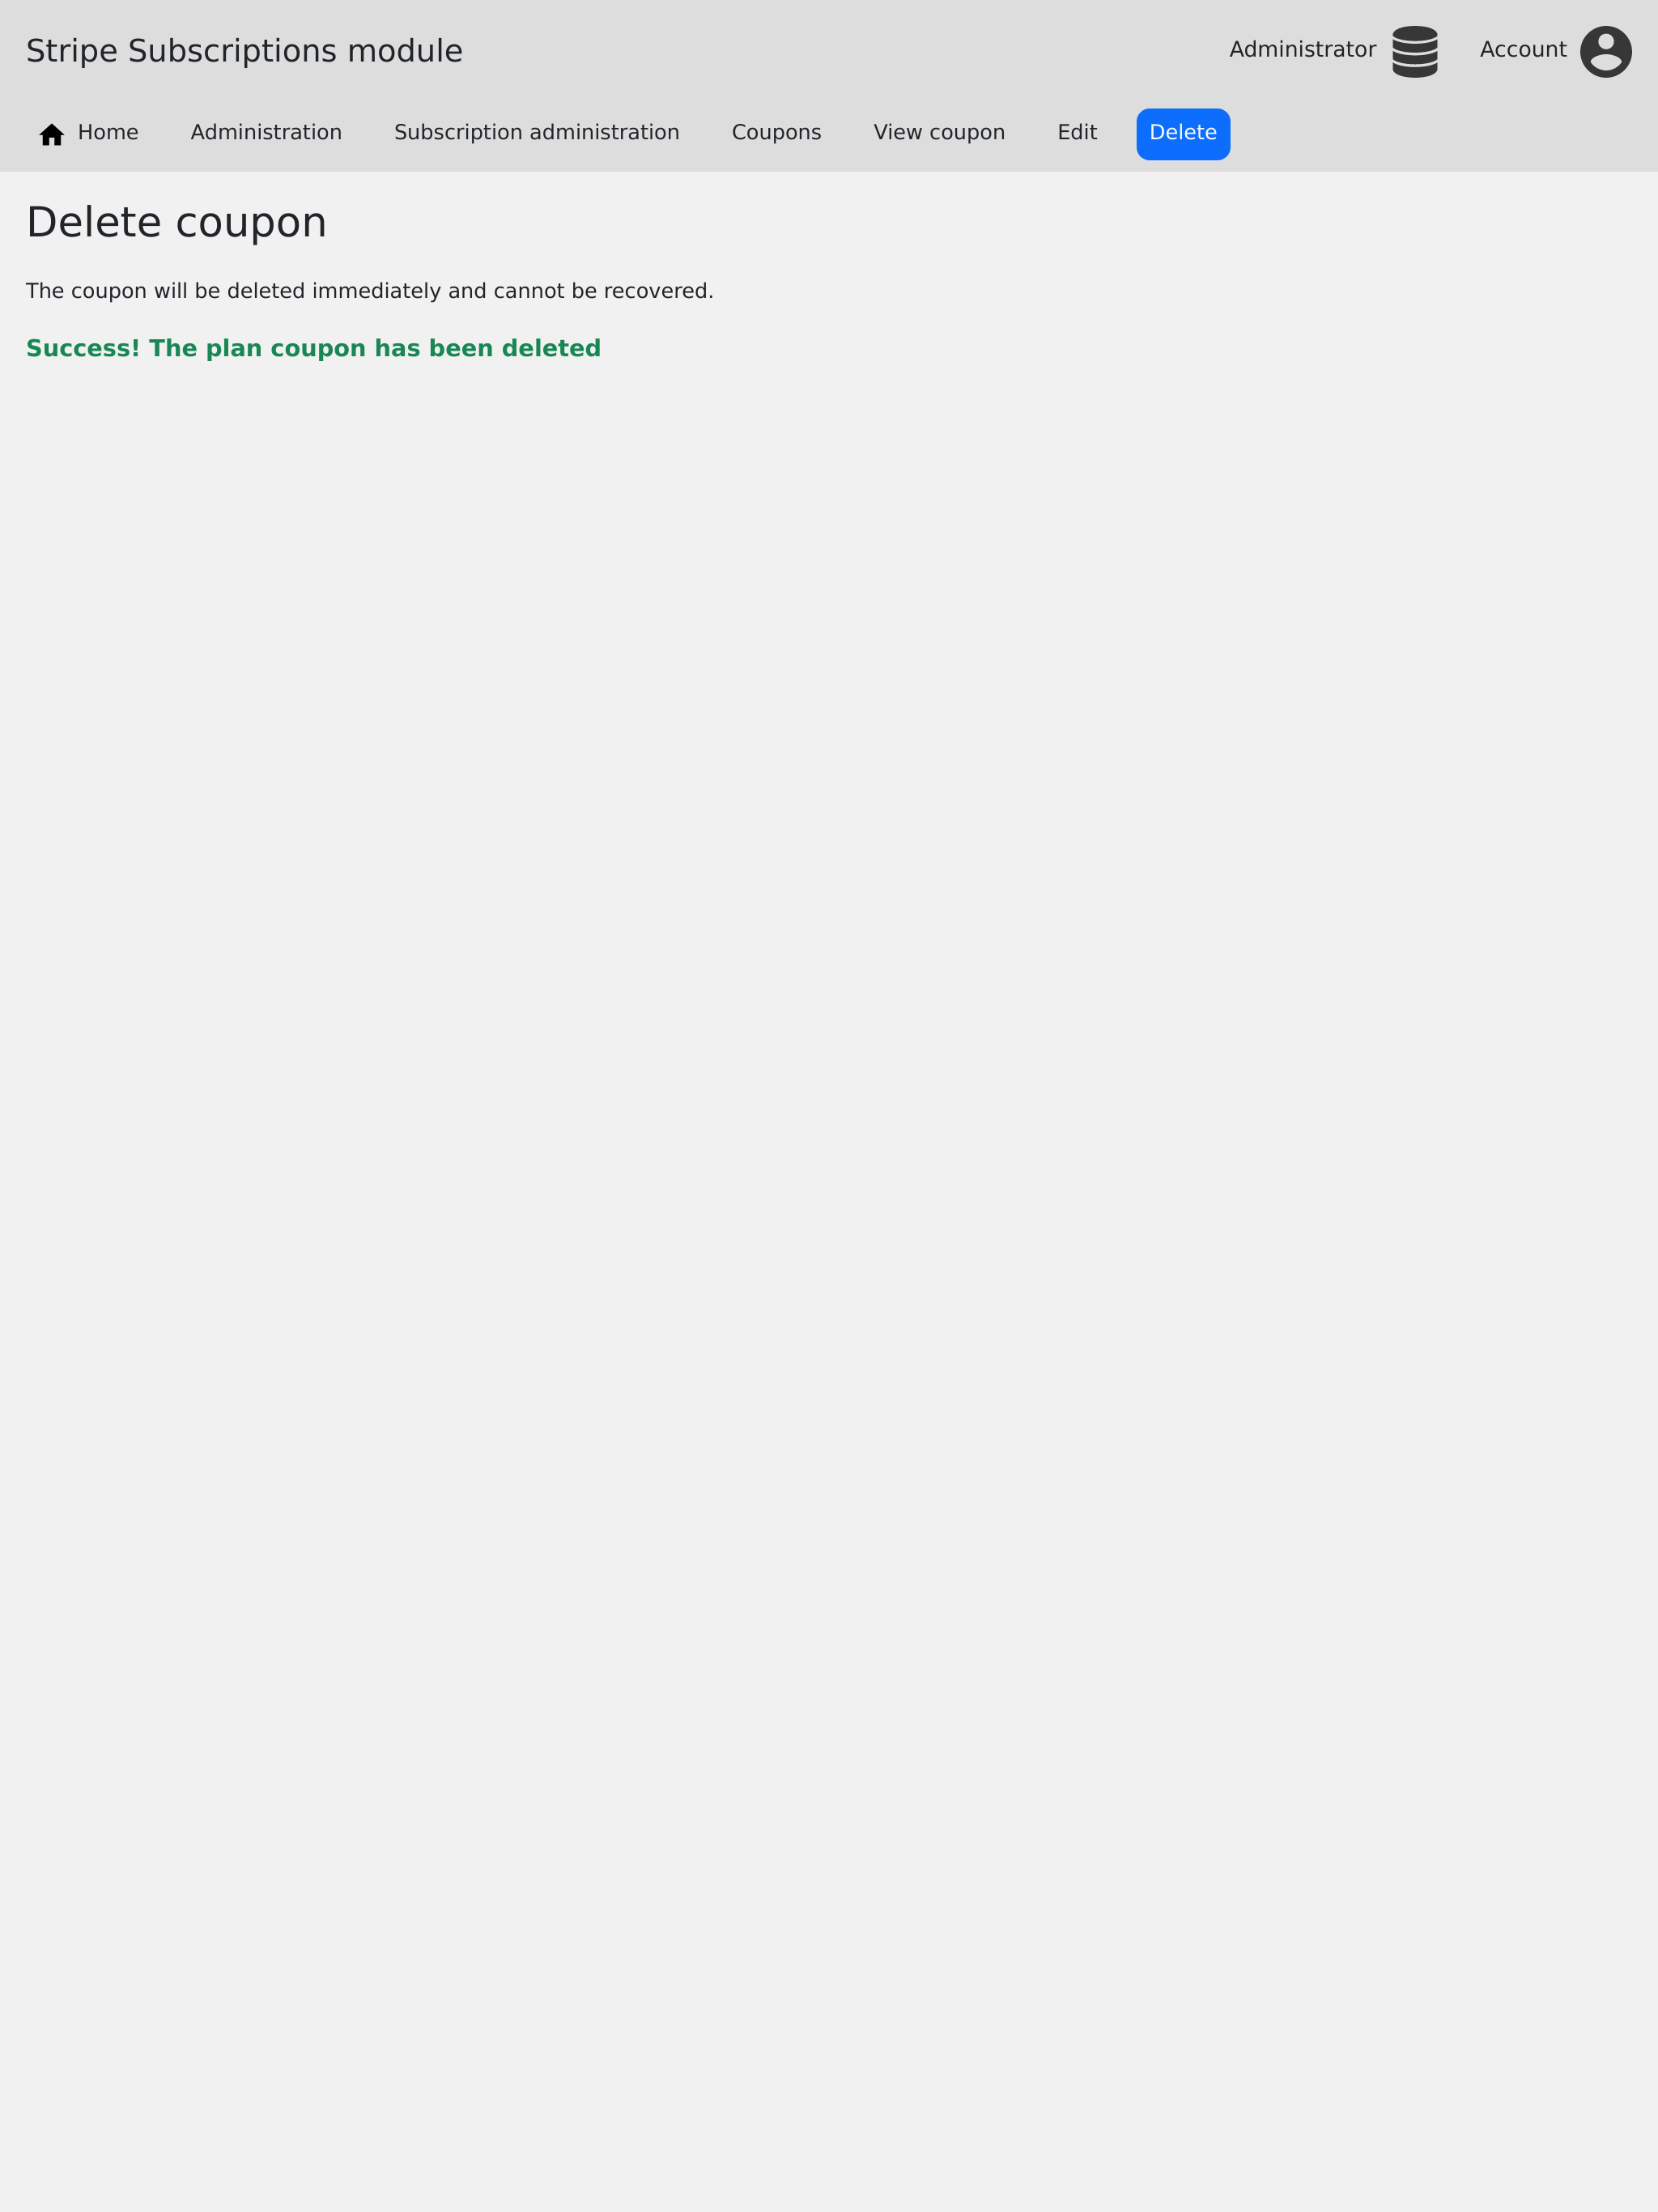 Stripe Subscriptions module
Administrator
Account
Home
Administration
Subscription administration
Coupons
View coupon
Edit
Delete
Delete coupon
The coupon will be deleted immediately and cannot be recovered.
Success! The plan coupon has been deleted